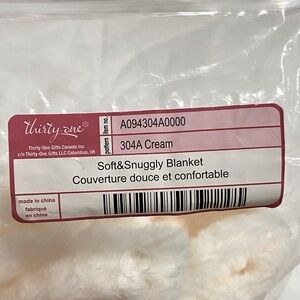 thirty-one
Thirty-One Gifts Canada Inc
c/o Thirty-One Gifts LLC Columbus, OH
item no.
A094304A0000
pattern
304A Cream
Soft&Snuggly Blanket
Couverture douce et confortable
made in china
fabriqué
en chine